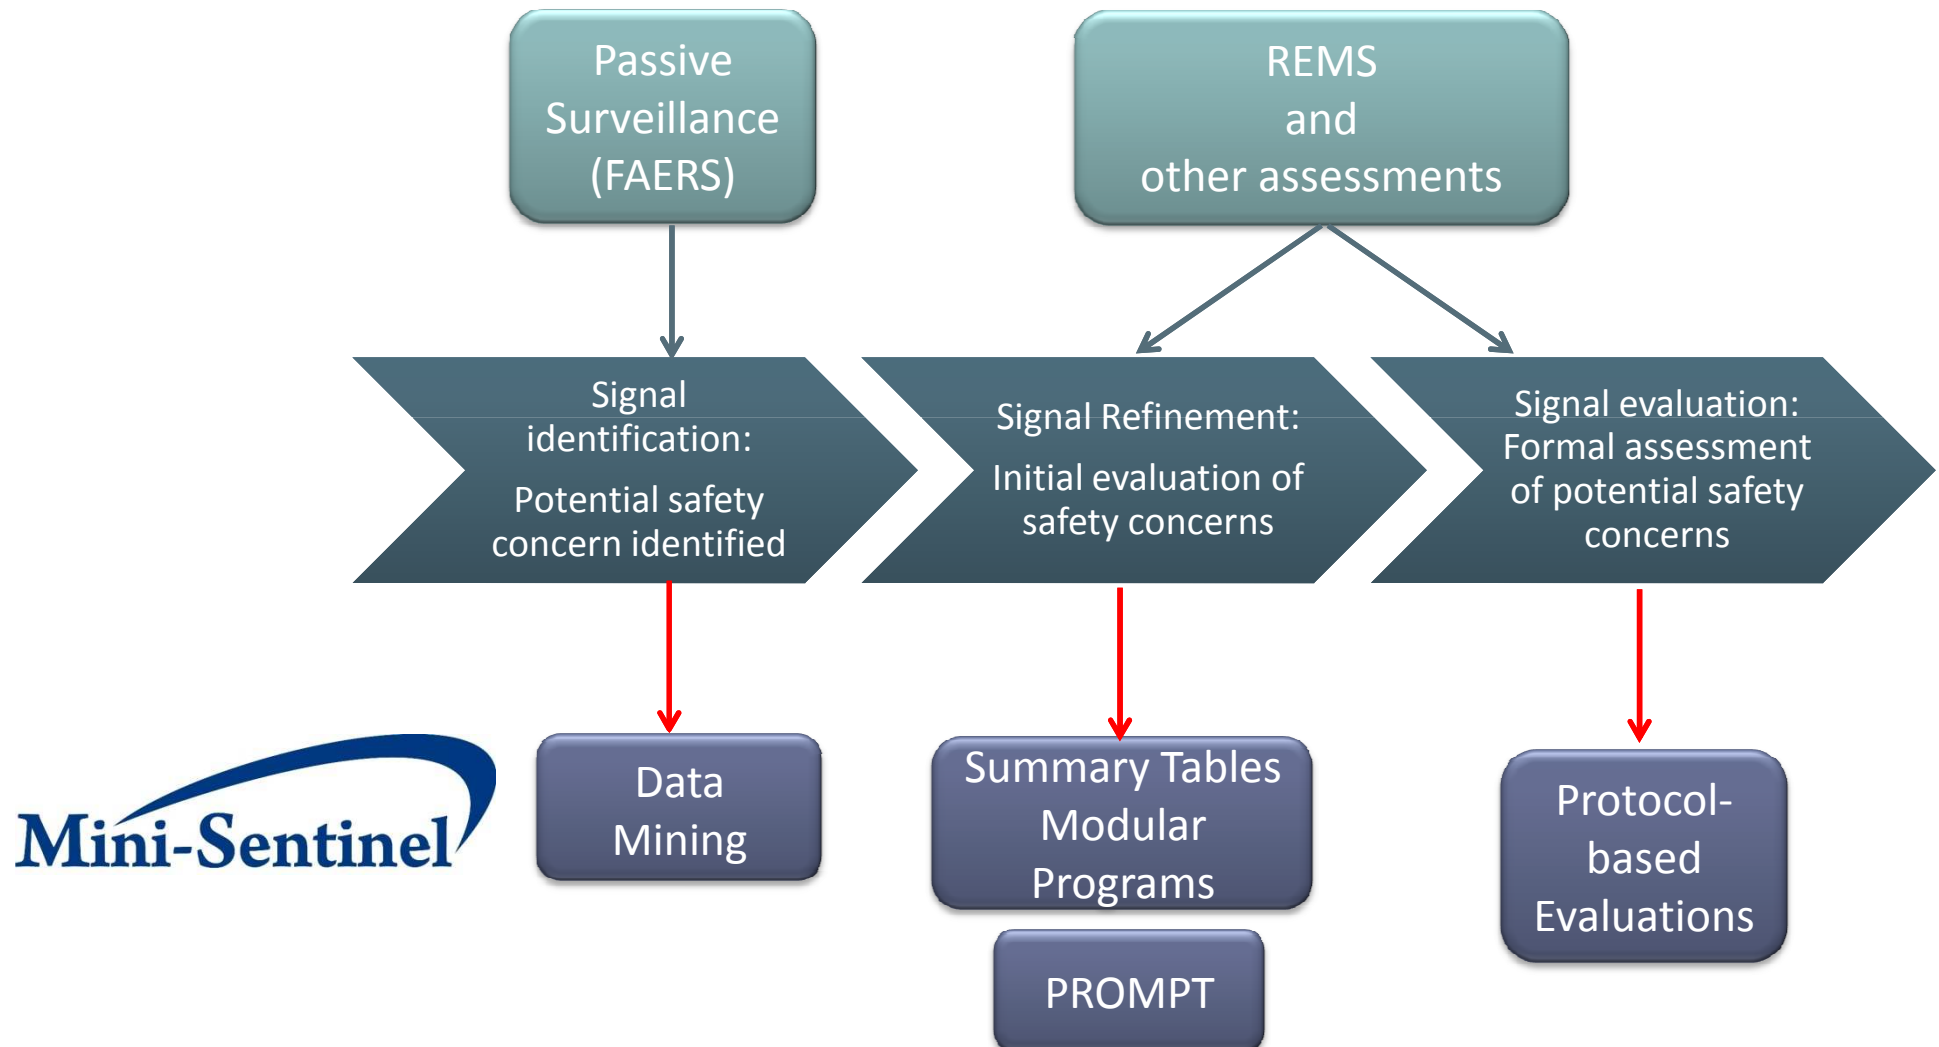 Passive
Surveillance
(FAERS)
REMS
and
other assessments
Signal
identification:
Potential safety
concern identified
Signal Refinement:
Initial evaluation of
safety concerns
Signal evaluation:
Formal assessment
of potential safety
concerns
Mini-Sentinel
Data
Mining
Summary Tables
Modular
Programs
PROMPT
Protocol-
based
Evaluations